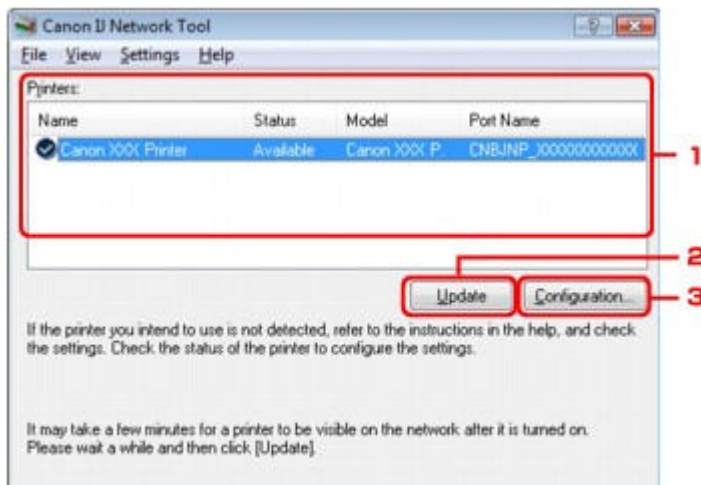 Canon IJ Network Tool
File View Settings Help
Printers:
Name Status Model Port Name
Canon XXX Printer Available Canon XXX P... CNBJNP_XXXXXXXXXXXX
1
2
Update Configuration...
3
If the printer you intend to use is not detected, refer to the instructions in the help, and check
the settings. Check the status of the printer to configure the settings.
It may take a few minutes for a printer to be visible on the network after it is turned on.
Please wait a while and then click [Update].